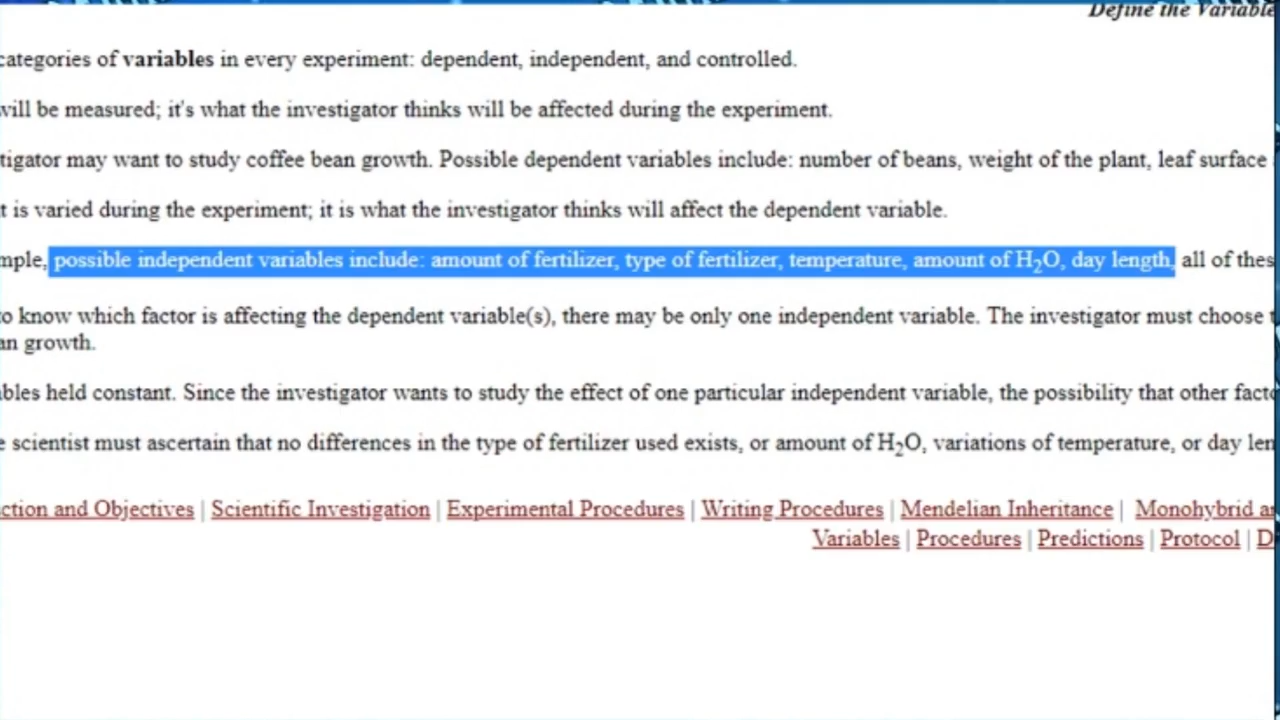 Define the Variable
categories of variables in every experiment: dependent, independent, and controlled.
will be measured; it's what the investigator thinks will be affected during the experiment.
tigator may want to study coffee bean growth. Possible dependent variables include: number of beans, weight of the plant, leaf surface
t is varied during the experiment; it is what the investigator thinks will affect the dependent variable.
mple, possible independent variables include: amount of fertilizer, type of fertilizer, temperature, amount of H₂O, day length, all of thes
to know which factor is affecting the dependent variable(s), there may be only one independent variable. The investigator must choose t
an growth.
bles held constant. Since the investigator wants to study the effect of one particular independent variable, the possibility that other facto
e scientist must ascertain that no differences in the type of fertilizer used exists, or amount of H₂O, variations of temperature, or day len
ction and Objectives | Scientific Investigation | Experimental Procedures | Writing Procedures | Mendelian Inheritance | Monohybrid an
Variables | Procedures | Predictions | Protocol | D